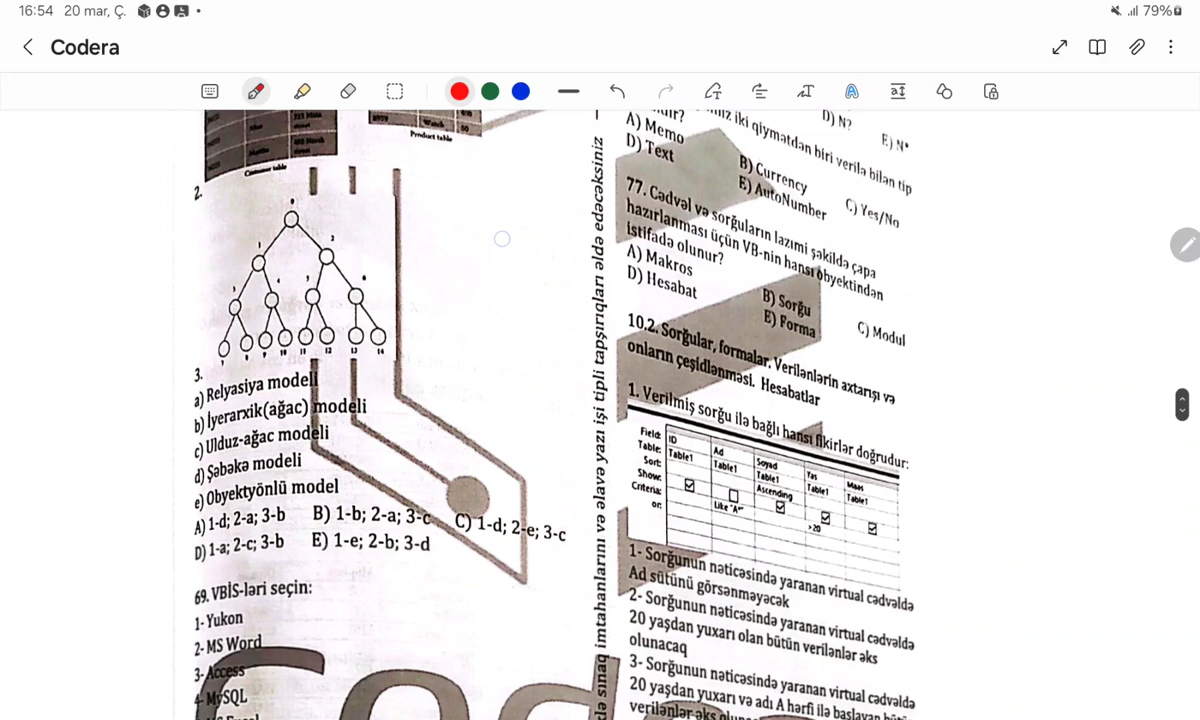 16:54 20 mar, Ç.
79%
Codera
Customer table
Watch
50
Product table
2.
3.
a) Relyasiya modeli
b) İyerarxik(ağac) modeli
c) Ulduz-ağac modeli
d) Şəbəkə modeli
e) Obyektyönlü model
A) 1-d; 2-a; 3-b B) 1-b; 2-a; 3-c C) 1-d; 2-e; 3-c
D) 1-a; 2-c; 3-b E) 1-e; 2-b; 3-d
69. VBİS-ləri seçin:
1- Yukon
2- MS Word
3- Access
4- MySQL
sınaq imtahanlarını və evale yazı işi tipli tapşırıqları əldə edəcəksiniz
iki qiymətdən biri verilə bilən tip
D) N? E) N*
A) Memo B) Currency C) Yes/No
D) Text E) AutoNumber
77. Cədvəl və sorğuların lazımi şəkildə çapa
hazırlanması üçün VB-nin hansı obyektindən
istifadə olunur?
A) Makros B) Sorğu C) Modul
D) Hesabat E) Forma
10.2. Sorğular, formalar. Verilənlərin axtarışı və
onların çeşidlənməsi. Hesabatlar
1. Verilmiş sorğu ilə bağlı hansı fikirlər doğrudur:
Field: ID Ad Soyad Yas Maas
Table: Table1 Table1 Table1 Table1 Table1
Sort: Ascending
Show:
Criteria: Like "A*" >20
or:
1- Sorğunun nəticəsində yaranan virtual cədvəldə
Ad sütünü görsənməyəcək
2- Sorğunun nəticəsində yaranan virtual cədvəldə
20 yaşdan yuxarı olan bütün verilənlər əks
olunacaq
3- Sorğunun nəticəsində yaranan virtual cədvəldə
20 yaşdan yuxarı və adı A hərfi ilə başlayan
verilənlər əks